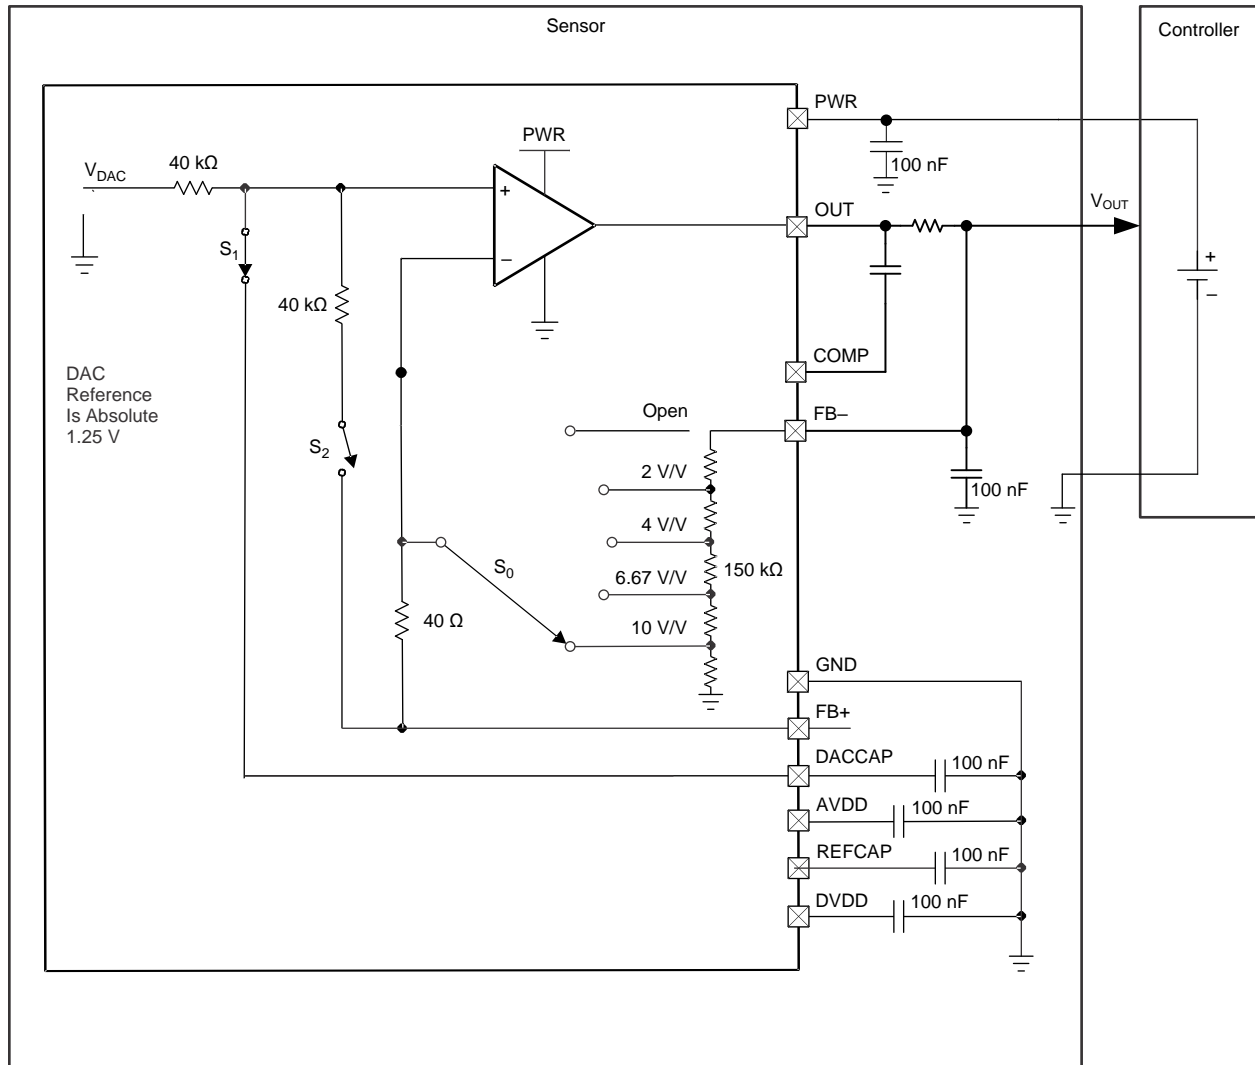 Sensor
Controller
PWR
PWR
100 nF
V_DAC
40 kΩ
+
−
OUT
V_OUT
S_1
40 kΩ
+
−
DAC
Reference
Is Absolute
1.25 V
COMP
Open
FB−
S_2
2 V/V
100 nF
4 V/V
S_0
6.67 V/V
150 kΩ
40 Ω
10 V/V
GND
FB+
DACCAP
100 nF
AVDD
100 nF
REFCAP
100 nF
DVDD
100 nF